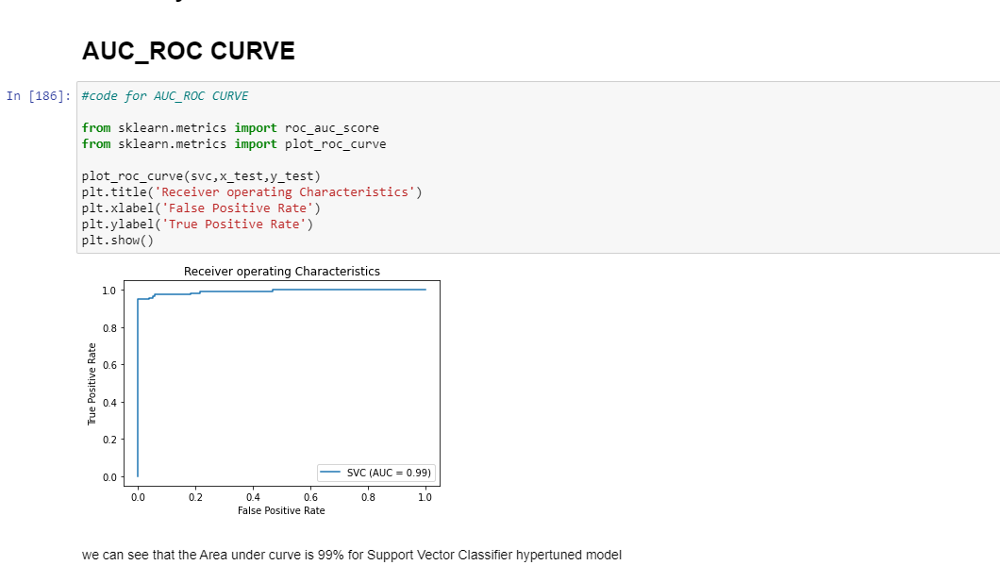 AUC_ROC CURVE
In [186]: #code for AUC_ROC CURVE
from sklearn.metrics import roc_auc_score
from sklearn.metrics import plot_roc_curve
plot_roc_curve(svc,x_test,y_test)
plt.title('Receiver operating Characteristics')
plt.xlabel('False Positive Rate')
plt.ylabel('True Positive Rate')
plt.show()
Receiver operating Characteristics
1.0
0.8
0.6
0.4
0.2
0.0
True Positive Rate
SVC (AUC = 0.99)
0.0 0.2 0.4 0.6 0.8 1.0
False Positive Rate
we can see that the Area under curve is 99% for Support Vector Classifier hypertuned model